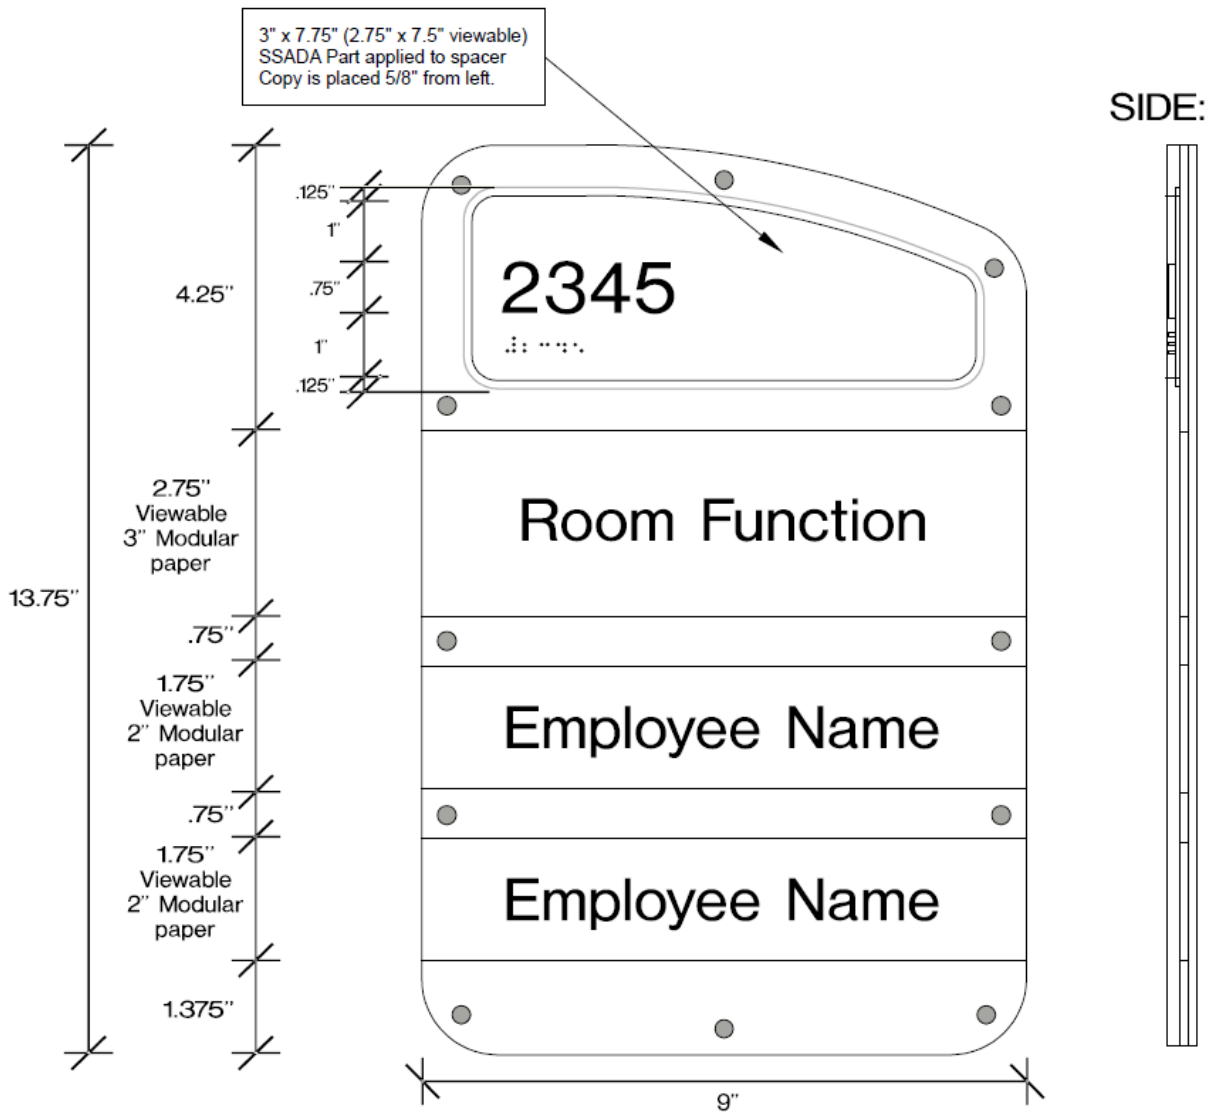 3" x 7.75" (2.75" x 7.5" viewable)
SSADA Part applied to spacer
Copy is placed 5/8" from left.
SIDE:
.125"
1"
.75"
1"
.125"
4.25"
2345
2.75"
Viewable
3" Modular
paper
Room Function
13.75"
.75"
1.75"
Viewable
2" Modular
paper
Employee Name
.75"
1.75"
Viewable
2" Modular
paper
Employee Name
1.375"
9"